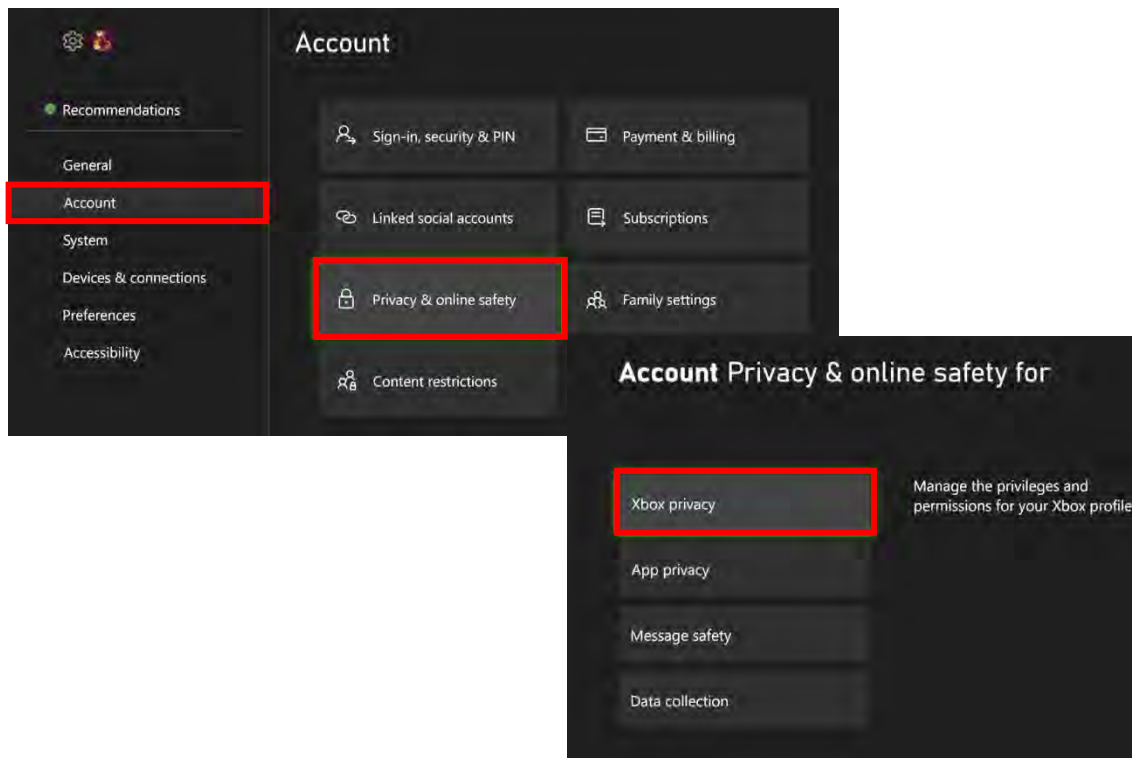 Account
Recommendations
General
Account
System
Devices & connections
Preferences
Accessibility
Sign-in, security & PIN
Payment & billing
Linked social accounts
Subscriptions
Privacy & online safety
Family settings
Content restrictions
Account Privacy & online safety for
Xbox privacy
App privacy
Message safety
Data collection
Manage the privileges and
permissions for your Xbox profile